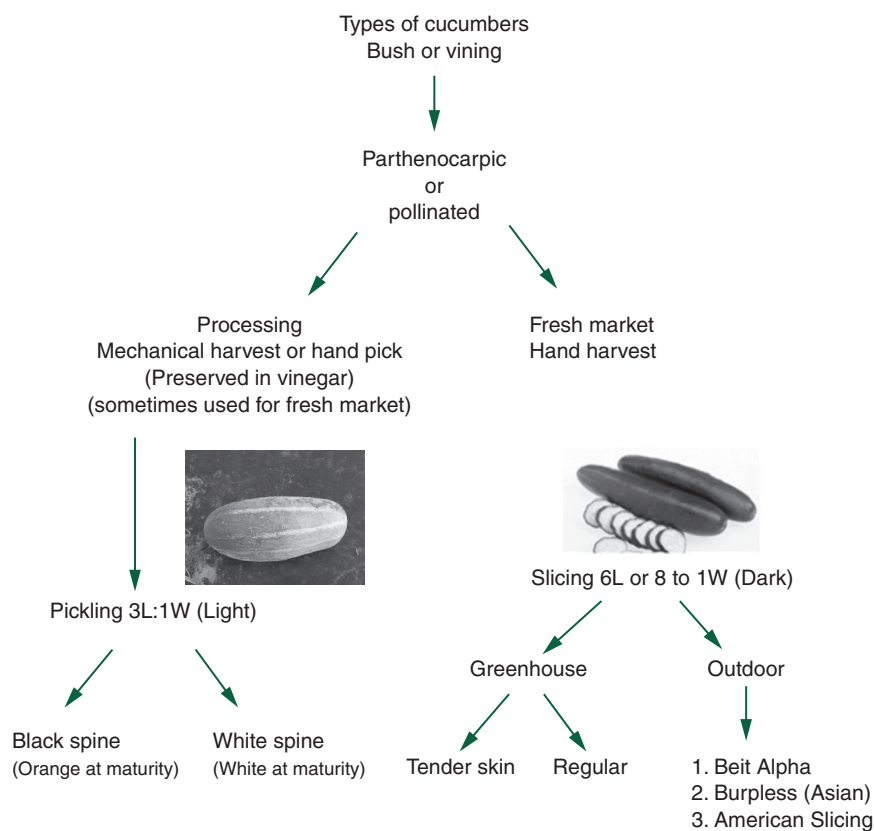 Types of cucumbers
Bush or vining
Parthenocarpic
or
pollinated
Processing
Mechanical harvest or hand pick
(Preserved in vinegar)
(sometimes used for fresh market)
Fresh market
Hand harvest
Pickling 3L:1W (Light)
Slicing 6L or 8 to 1W (Dark)
Black spine
(Orange at maturity)
White spine
(White at maturity)
Greenhouse
Outdoor
Tender skin
Regular
1. Beit Alpha
2. Burpless (Asian)
3. American Slicing